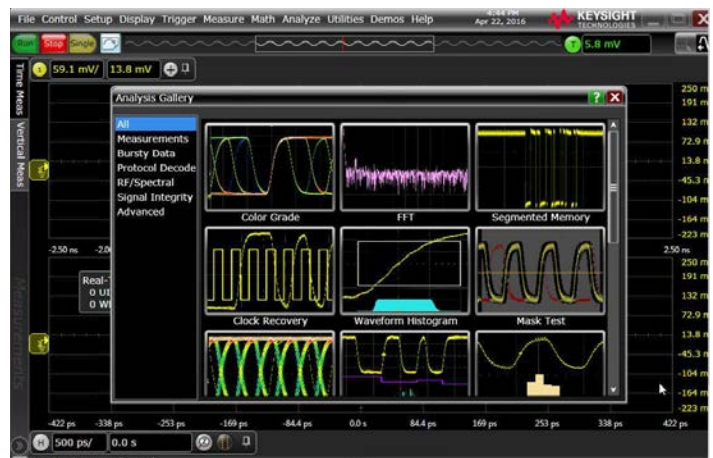 File Control Setup Display Trigger Measure Math Analyze Utilities Demos Help
4:44 PM
Apr 22, 2016
KEYSIGHT
TECHNOLOGIES
Run Stop Single
T 5.8 mV
1 59.1 mV/ 13.8 mV
Time Meas
Vertical Meas
Measurements
Analysis Gallery
? X
All
Measurements
Bursty Data
Protocol Decode
RF/Spectral
Signal Integrity
Advanced
Color Grade
FFT
Segmented Memory
Clock Recovery
Waveform Histogram
Mask Test
250 m
191 m
132 m
72.9 m
13.8 m
-45.3 m
-104 m
-164 m
-223 m
-2.50 ns
2.50 ns
Real-T
0 UI
0 WI
250 m
191 m
132 m
72.9 m
13.8 m
-45.3 m
-104 m
-164 m
-223 m
-422 ps -338 ps -253 ps -169 ps -84.4 ps 0.0 s 84.4 ps 169 ps 253 ps 338 ps 422 ps
H 500 ps/ 0.0 s